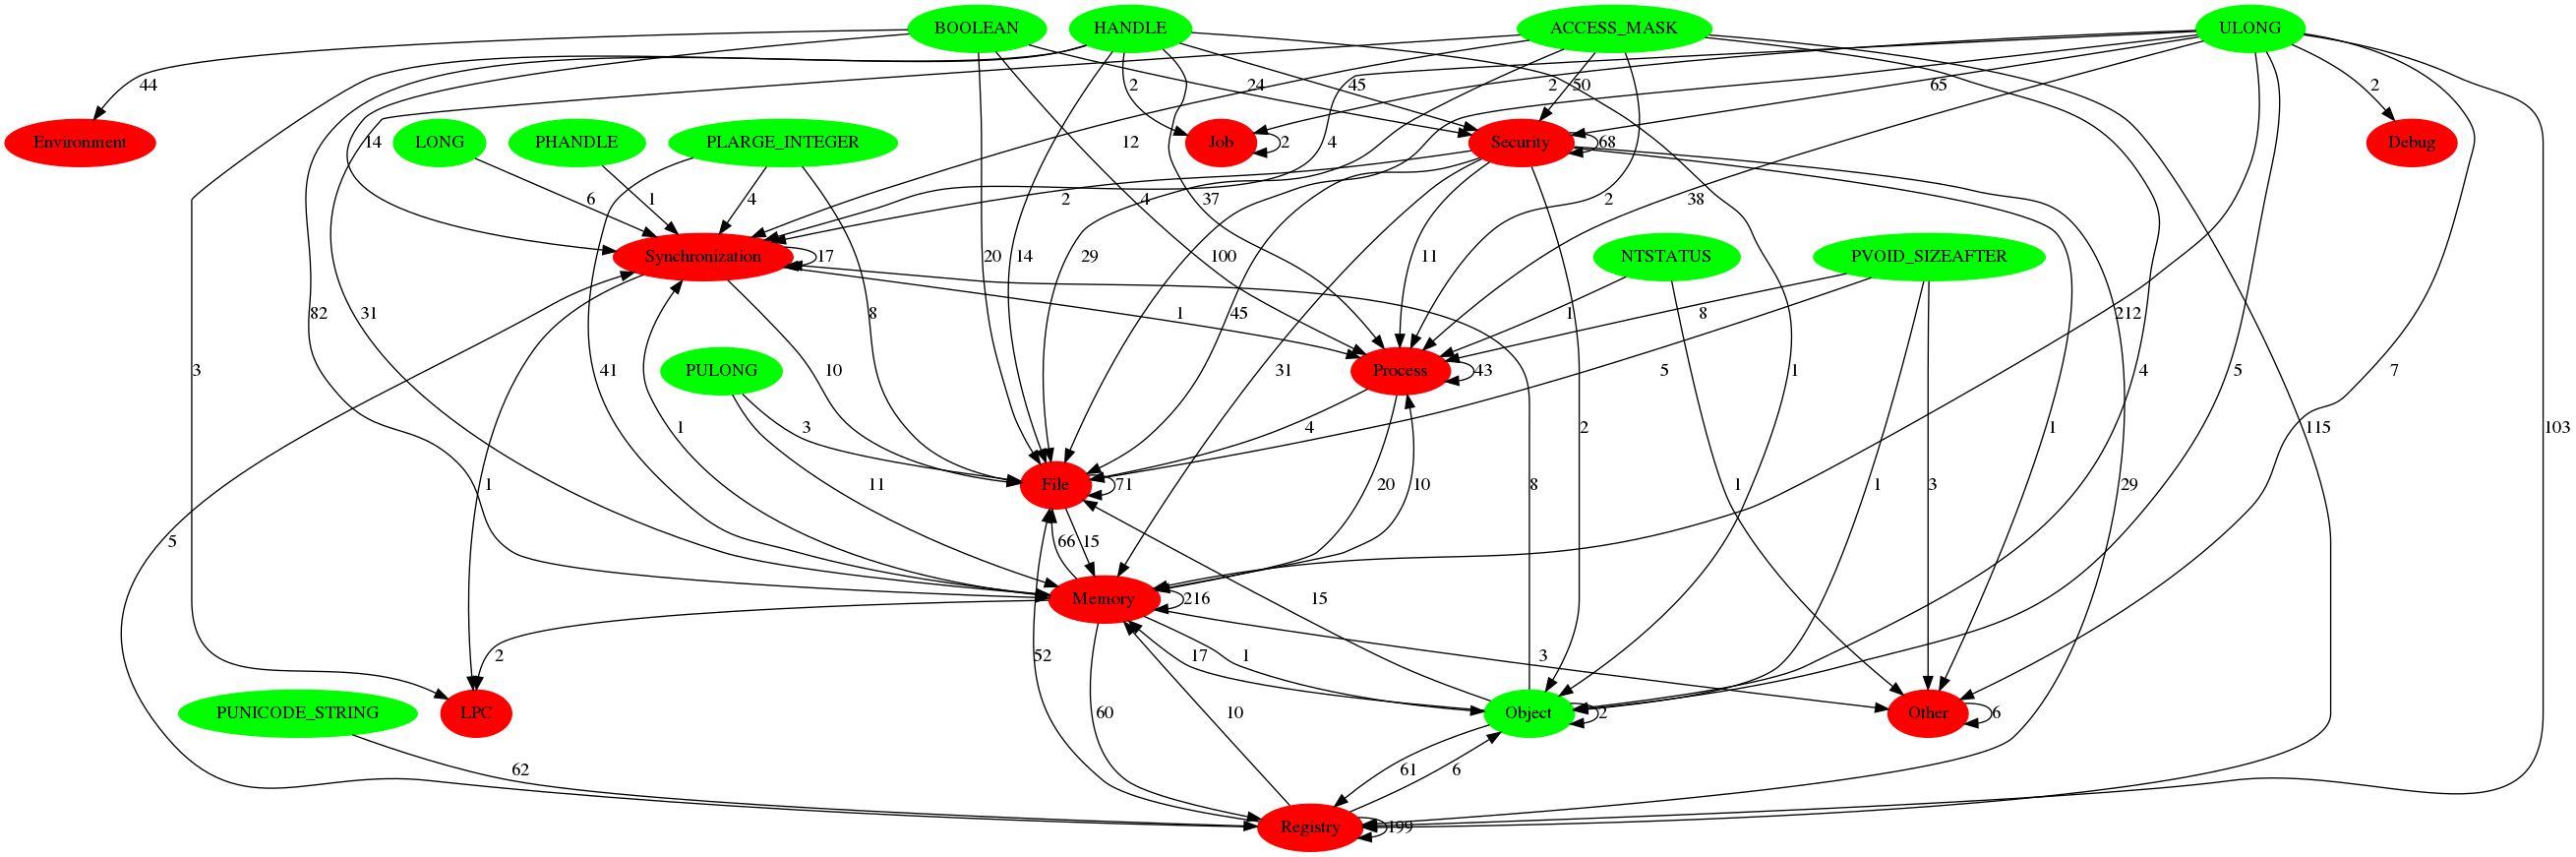 BOOLEAN HANDLE ACCESS_MASK ULONG
44 2 45 24 2 50 65 2
Environment LONG PHANDLE PLARGE_INTEGER Job Security Debug
14 12 4 2 68
6 1 4 2 4 37 2 38
Synchronization NTSTATUS PVOID_SIZEAFTER
17 20 14 29 100 11
82 31 8 1 45 1 8 212
3 41 PULONG 10 31 Process 43 5 1 4 5 7
3 4 2 1 115 103
1 11 File 71 20 10 8 1 1 3 29
1
5 66 15
Memory 216 15
2 52 17 1 3
PUNICODE_STRING LPC 60 10 Object 2 Other 6
62 61 6
Registry 199